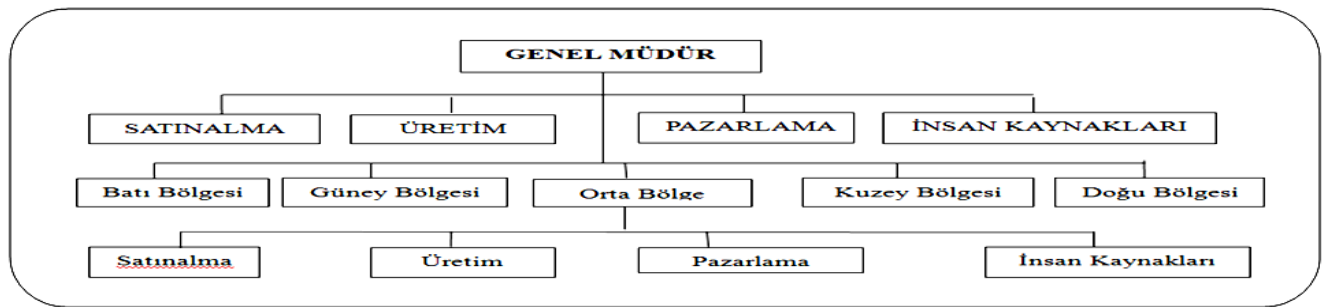 GENEL MÜDÜR
SATINALMA
ÜRETİM
PAZARLAMA
İNSAN KAYNAKLARI
Batı Bölgesi
Güney Bölgesi
Orta Bölge
Kuzey Bölgesi
Doğu Bölgesi
Satınalma
Üretim
Pazarlama
İnsan Kaynakları